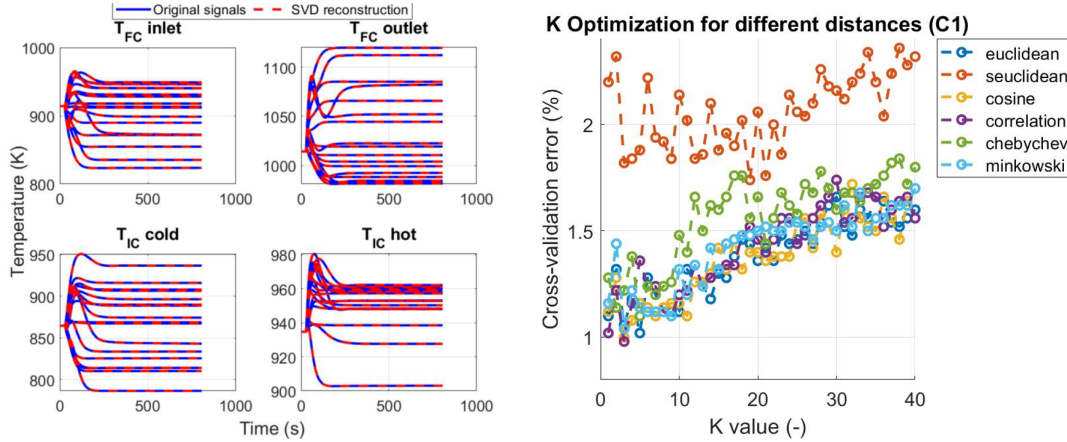 Original signals SVD reconstruction
T_FC inlet
T_FC outlet
1000
900
800
0 500 1000
1100
1050
1000
0 500 1000
T_IC cold
T_IC hot
950
900
850
800
0 500 1000
980
960
940
920
900
0 500 1000
Temperature (K)
Time (s)
K Optimization for different distances (C1)
2
1.5
1
0 10 20 30 40
Cross-validation error (%)
K value (-)
euclidean
seuclidean
cosine
correlation
chebychev
minkowski